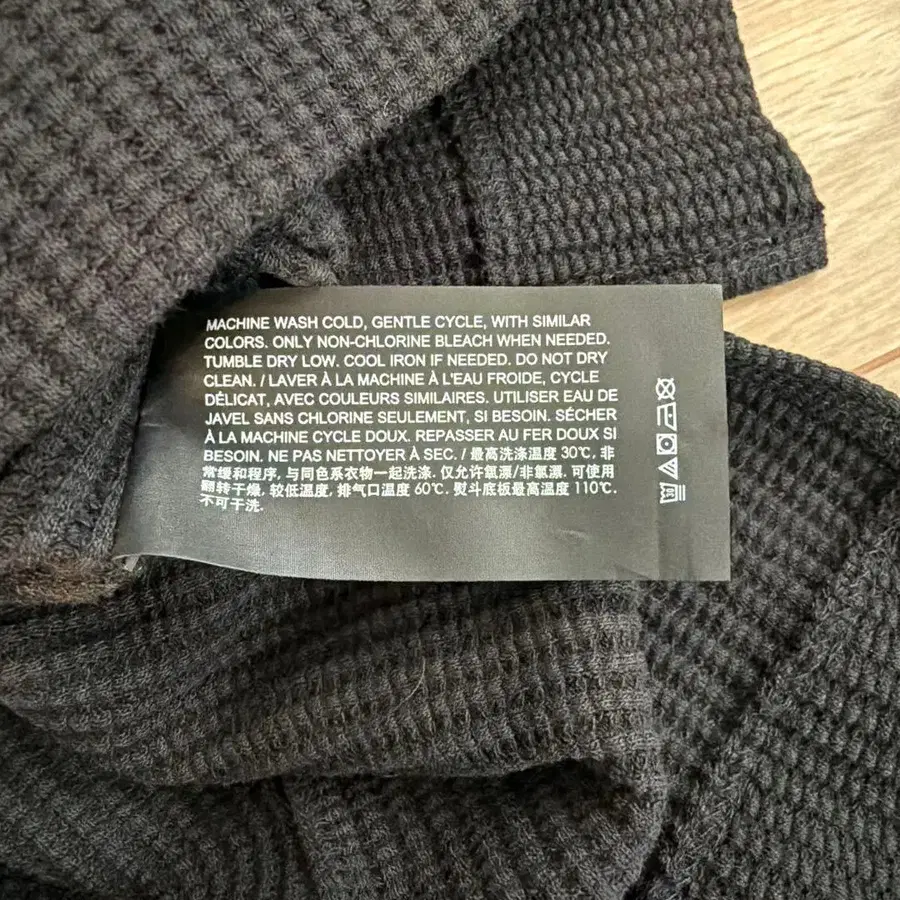 MACHINE WASH COLD, GENTLE CYCLE, WITH SIMILAR
COLORS. ONLY NON-CHLORINE BLEACH WHEN NEEDED.
TUMBLE DRY LOW. COOL IRON IF NEEDED. DO NOT DRY
CLEAN. / LAVER À LA MACHINE À L'EAU FROIDE, CYCLE
DÉLICAT, AVEC COULEURS SIMILAIRES. UTILISER EAU DE
JAVEL SANS CHLORINE SEULEMENT, SI BESOIN. SÉCHER
À LA MACHINE CYCLE DOUX. REPASSER AU FER DOUX SI
BESOIN. NE PAS NETTOYER À SEC. / 最高洗涤温度 30℃, 非
常缓和程序, 与同色系衣物一起洗涤. 仅允许氧漂/非氯漂. 可使用
翻转干燥, 较低温度, 排气口温度 60℃. 熨斗底板最高温度 110℃.
不可干洗.
30